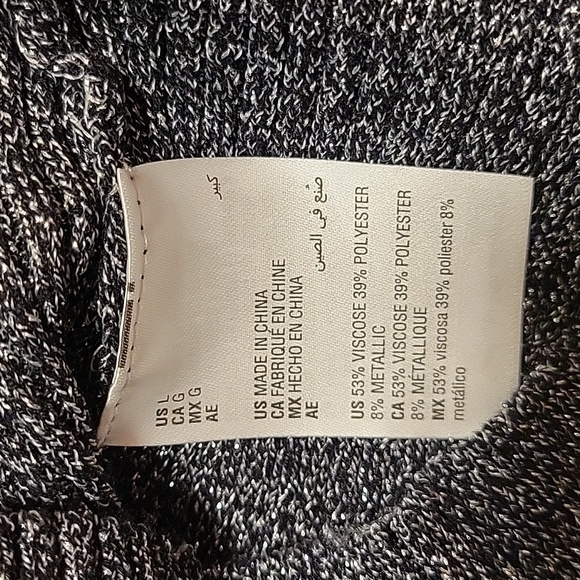 US L
CA G
MX G
AE كبير
US MADE IN CHINA
CA FABRIQUÉ EN CHINE
MX HECHO EN CHINA
AE صُنع في الصين
US 53% VISCOSE 39% POLYESTER
8% METALLIC
CA 53% VISCOSE 39% POLYESTER
8% MÉTALLIQUE
MX 53% viscosa 39% poliester 8%
metálico